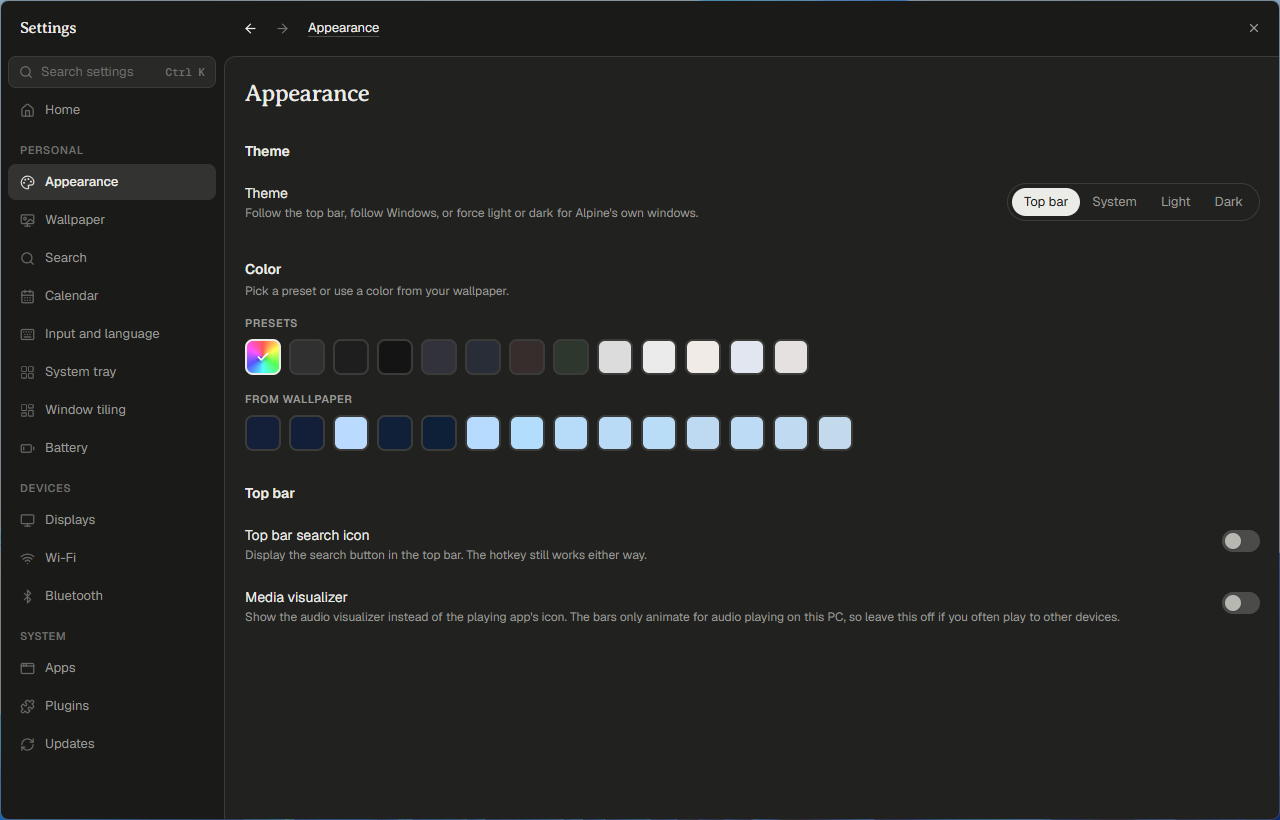 Settings
Appearance
Search settings
Ctrl K
Home
PERSONAL
Appearance
Wallpaper
Search
Calendar
Input and language
System tray
Window tiling
Battery
DEVICES
Displays
Wi-Fi
Bluetooth
SYSTEM
Apps
Plugins
Updates
Appearance
Theme
Theme
Follow the top bar, follow Windows, or force light or dark for Alpine's own windows.
Top bar
System
Light
Dark
Color
Pick a preset or use a color from your wallpaper.
PRESETS
FROM WALLPAPER
Top bar
Top bar search icon
Display the search button in the top bar. The hotkey still works either way.
Media visualizer
Show the audio visualizer instead of the playing app's icon. The bars only animate for audio playing on this PC, so leave this off if you often play to other devices.